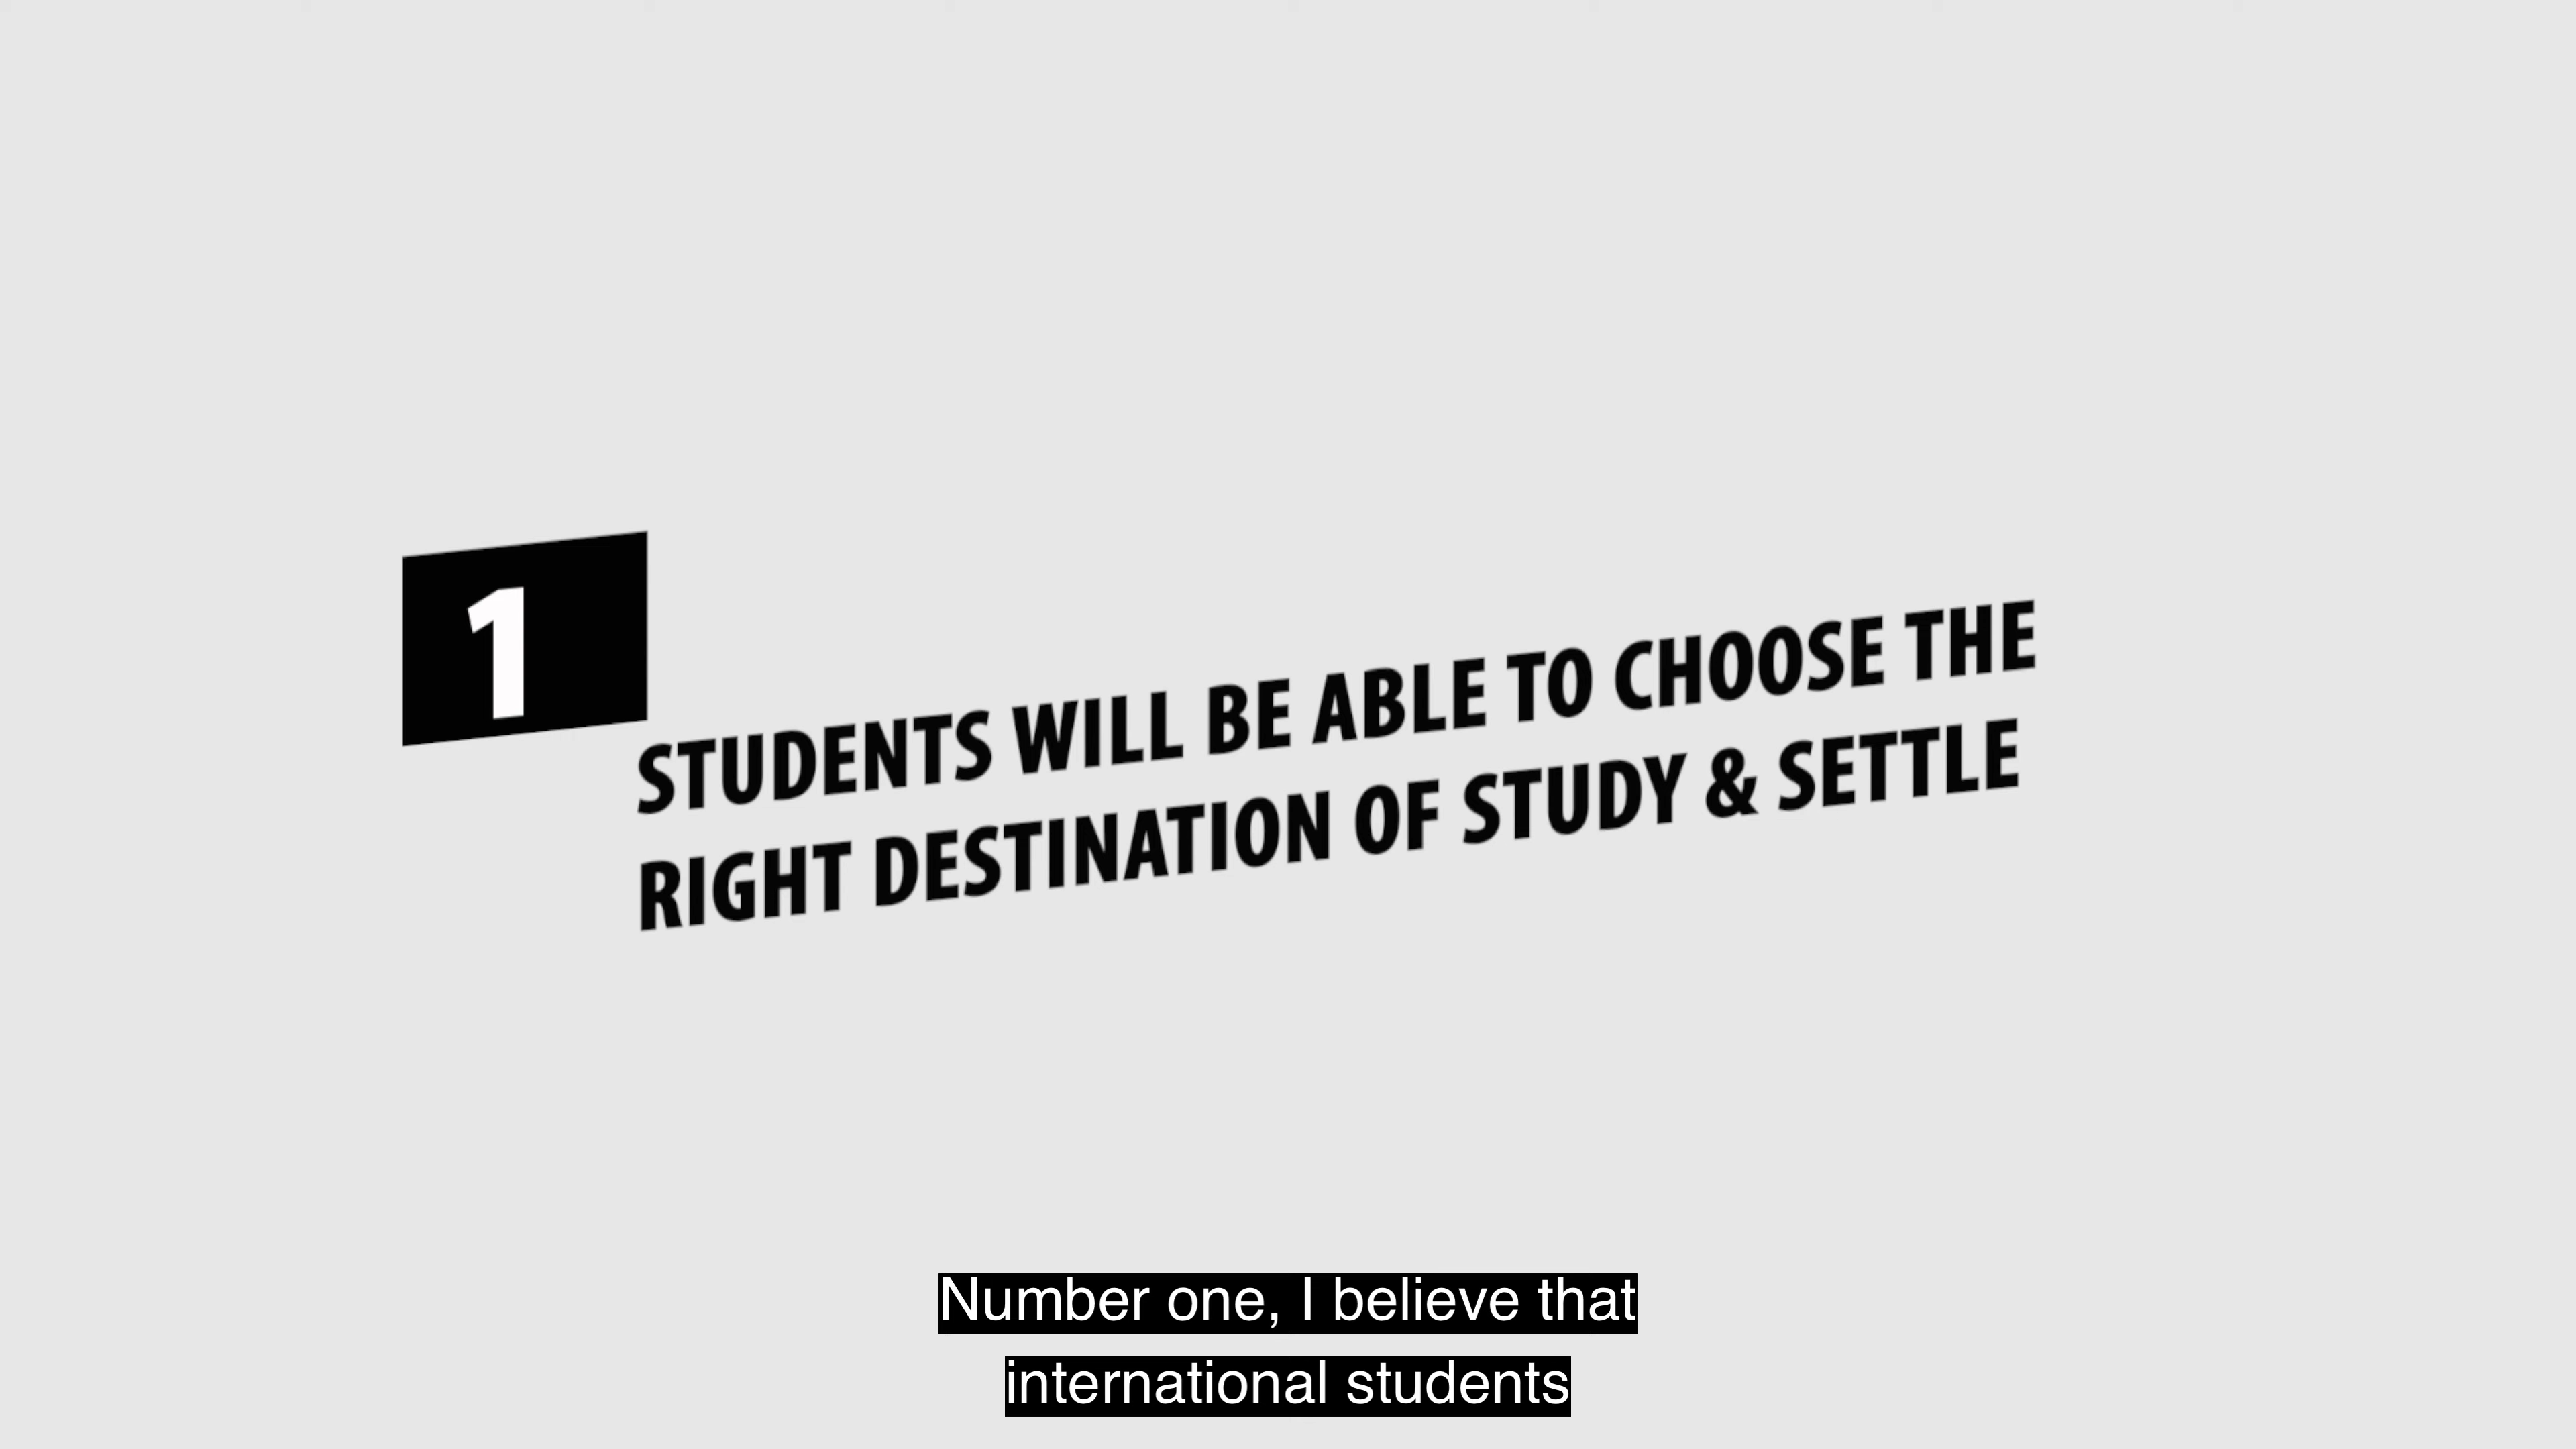 1
STUDENTS WILL BE ABLE TO CHOOSE THE
RIGHT DESTINATION OF STUDY & SETTLE
Number one, I believe that
international students